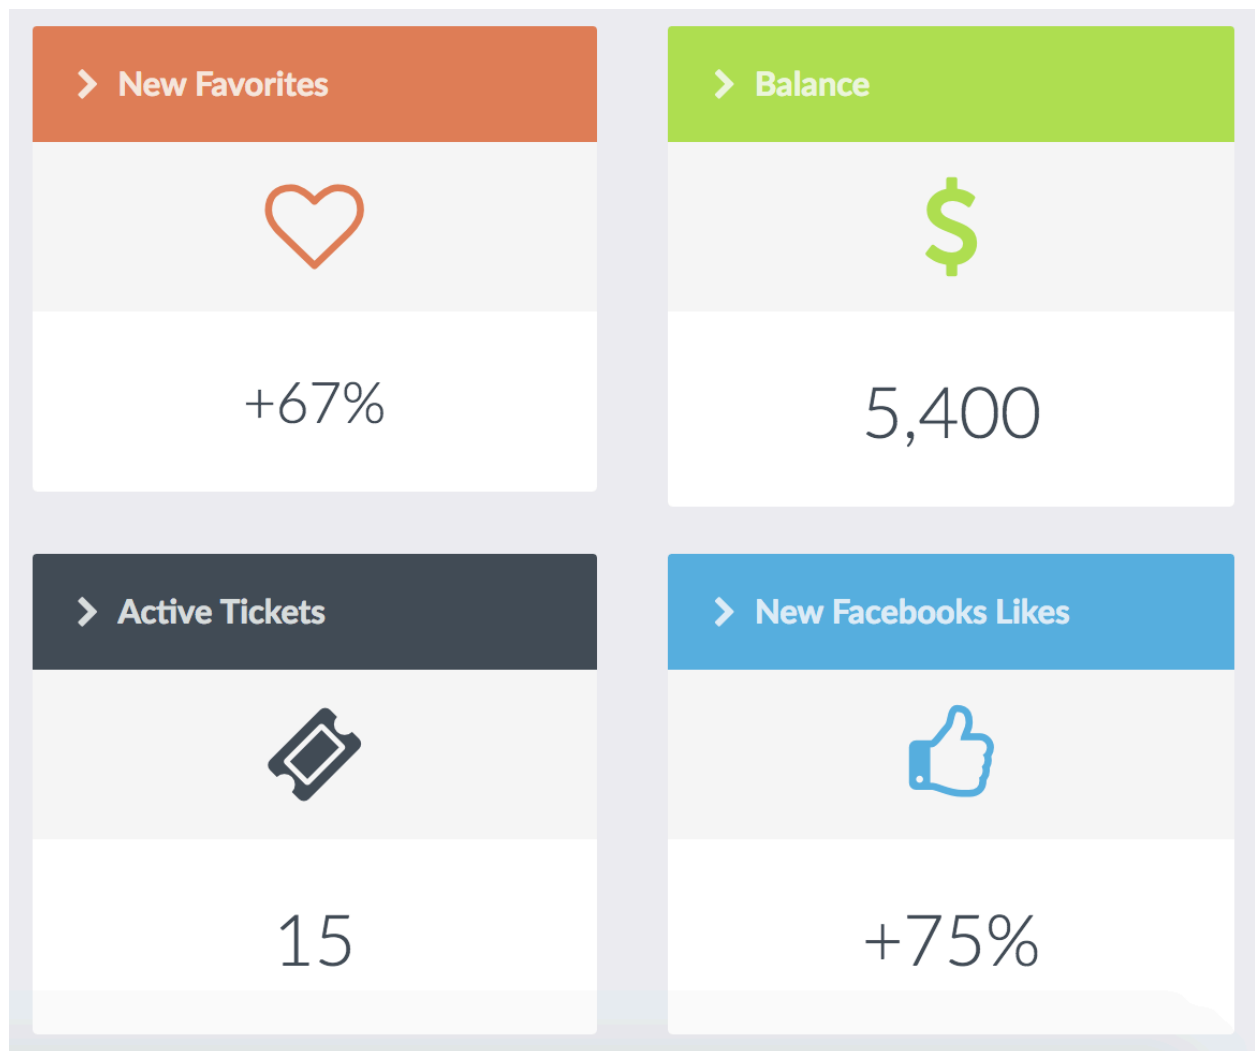 New Favorites
Balance
$
+67%
5,400
Active Tickets
New Facebooks Likes
15
+75%